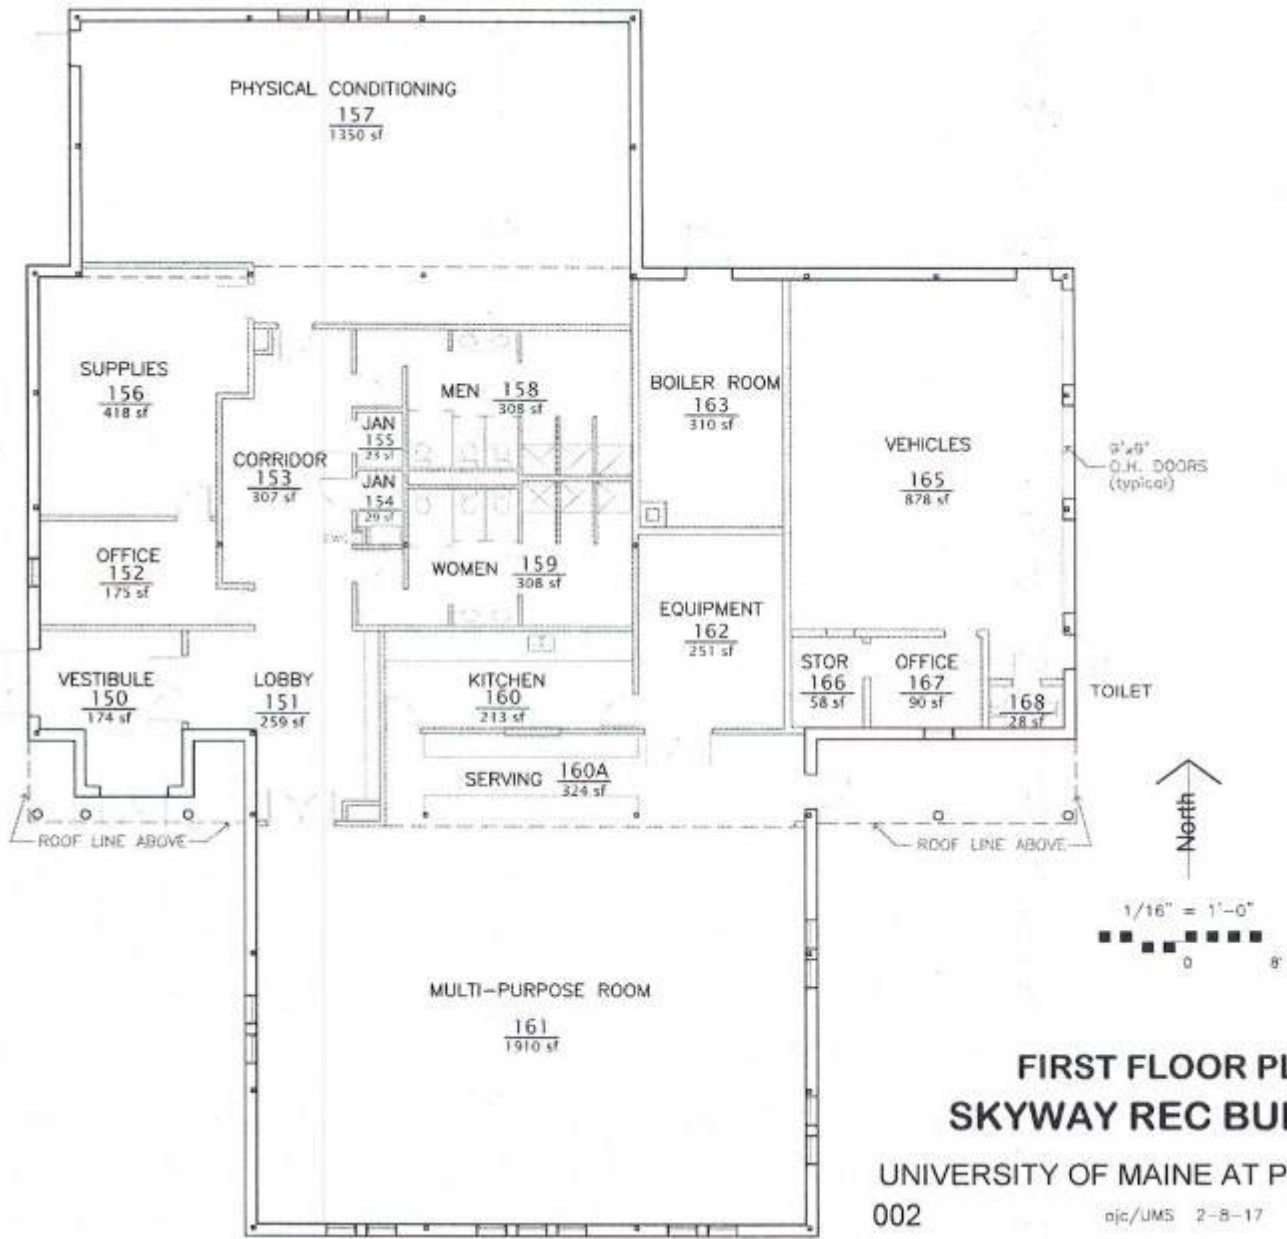 PHYSICAL CONDITIONING
157
1350 sf
SUPPLIES
156
418 sf
MEN 158
308 sf
BOILER ROOM
163
310 sf
JAN
155
23 sf
VEHICLES
165
878 sf
9'x9'
O.H. DOORS
(typical)
CORRIDOR
153
307 sf
JAN
154
29 sf
OFFICE
152
175 sf
WOMEN 159
308 sf
EQUIPMENT
162
251 sf
VESTIBULE
150
174 sf
LOBBY
151
259 sf
KITCHEN
160
213 sf
STOR
166
58 sf
OFFICE
167
90 sf
168
28 sf
TOILET
SERVING 160A
324 sf
ROOF LINE ABOVE
ROOF LINE ABOVE
North
1/16" = 1'-0"
0 8'
MULTI-PURPOSE ROOM
161
1910 sf
FIRST FLOOR PL
SKYWAY REC BUI
UNIVERSITY OF MAINE AT P
002
ajc/UMS 2-8-17